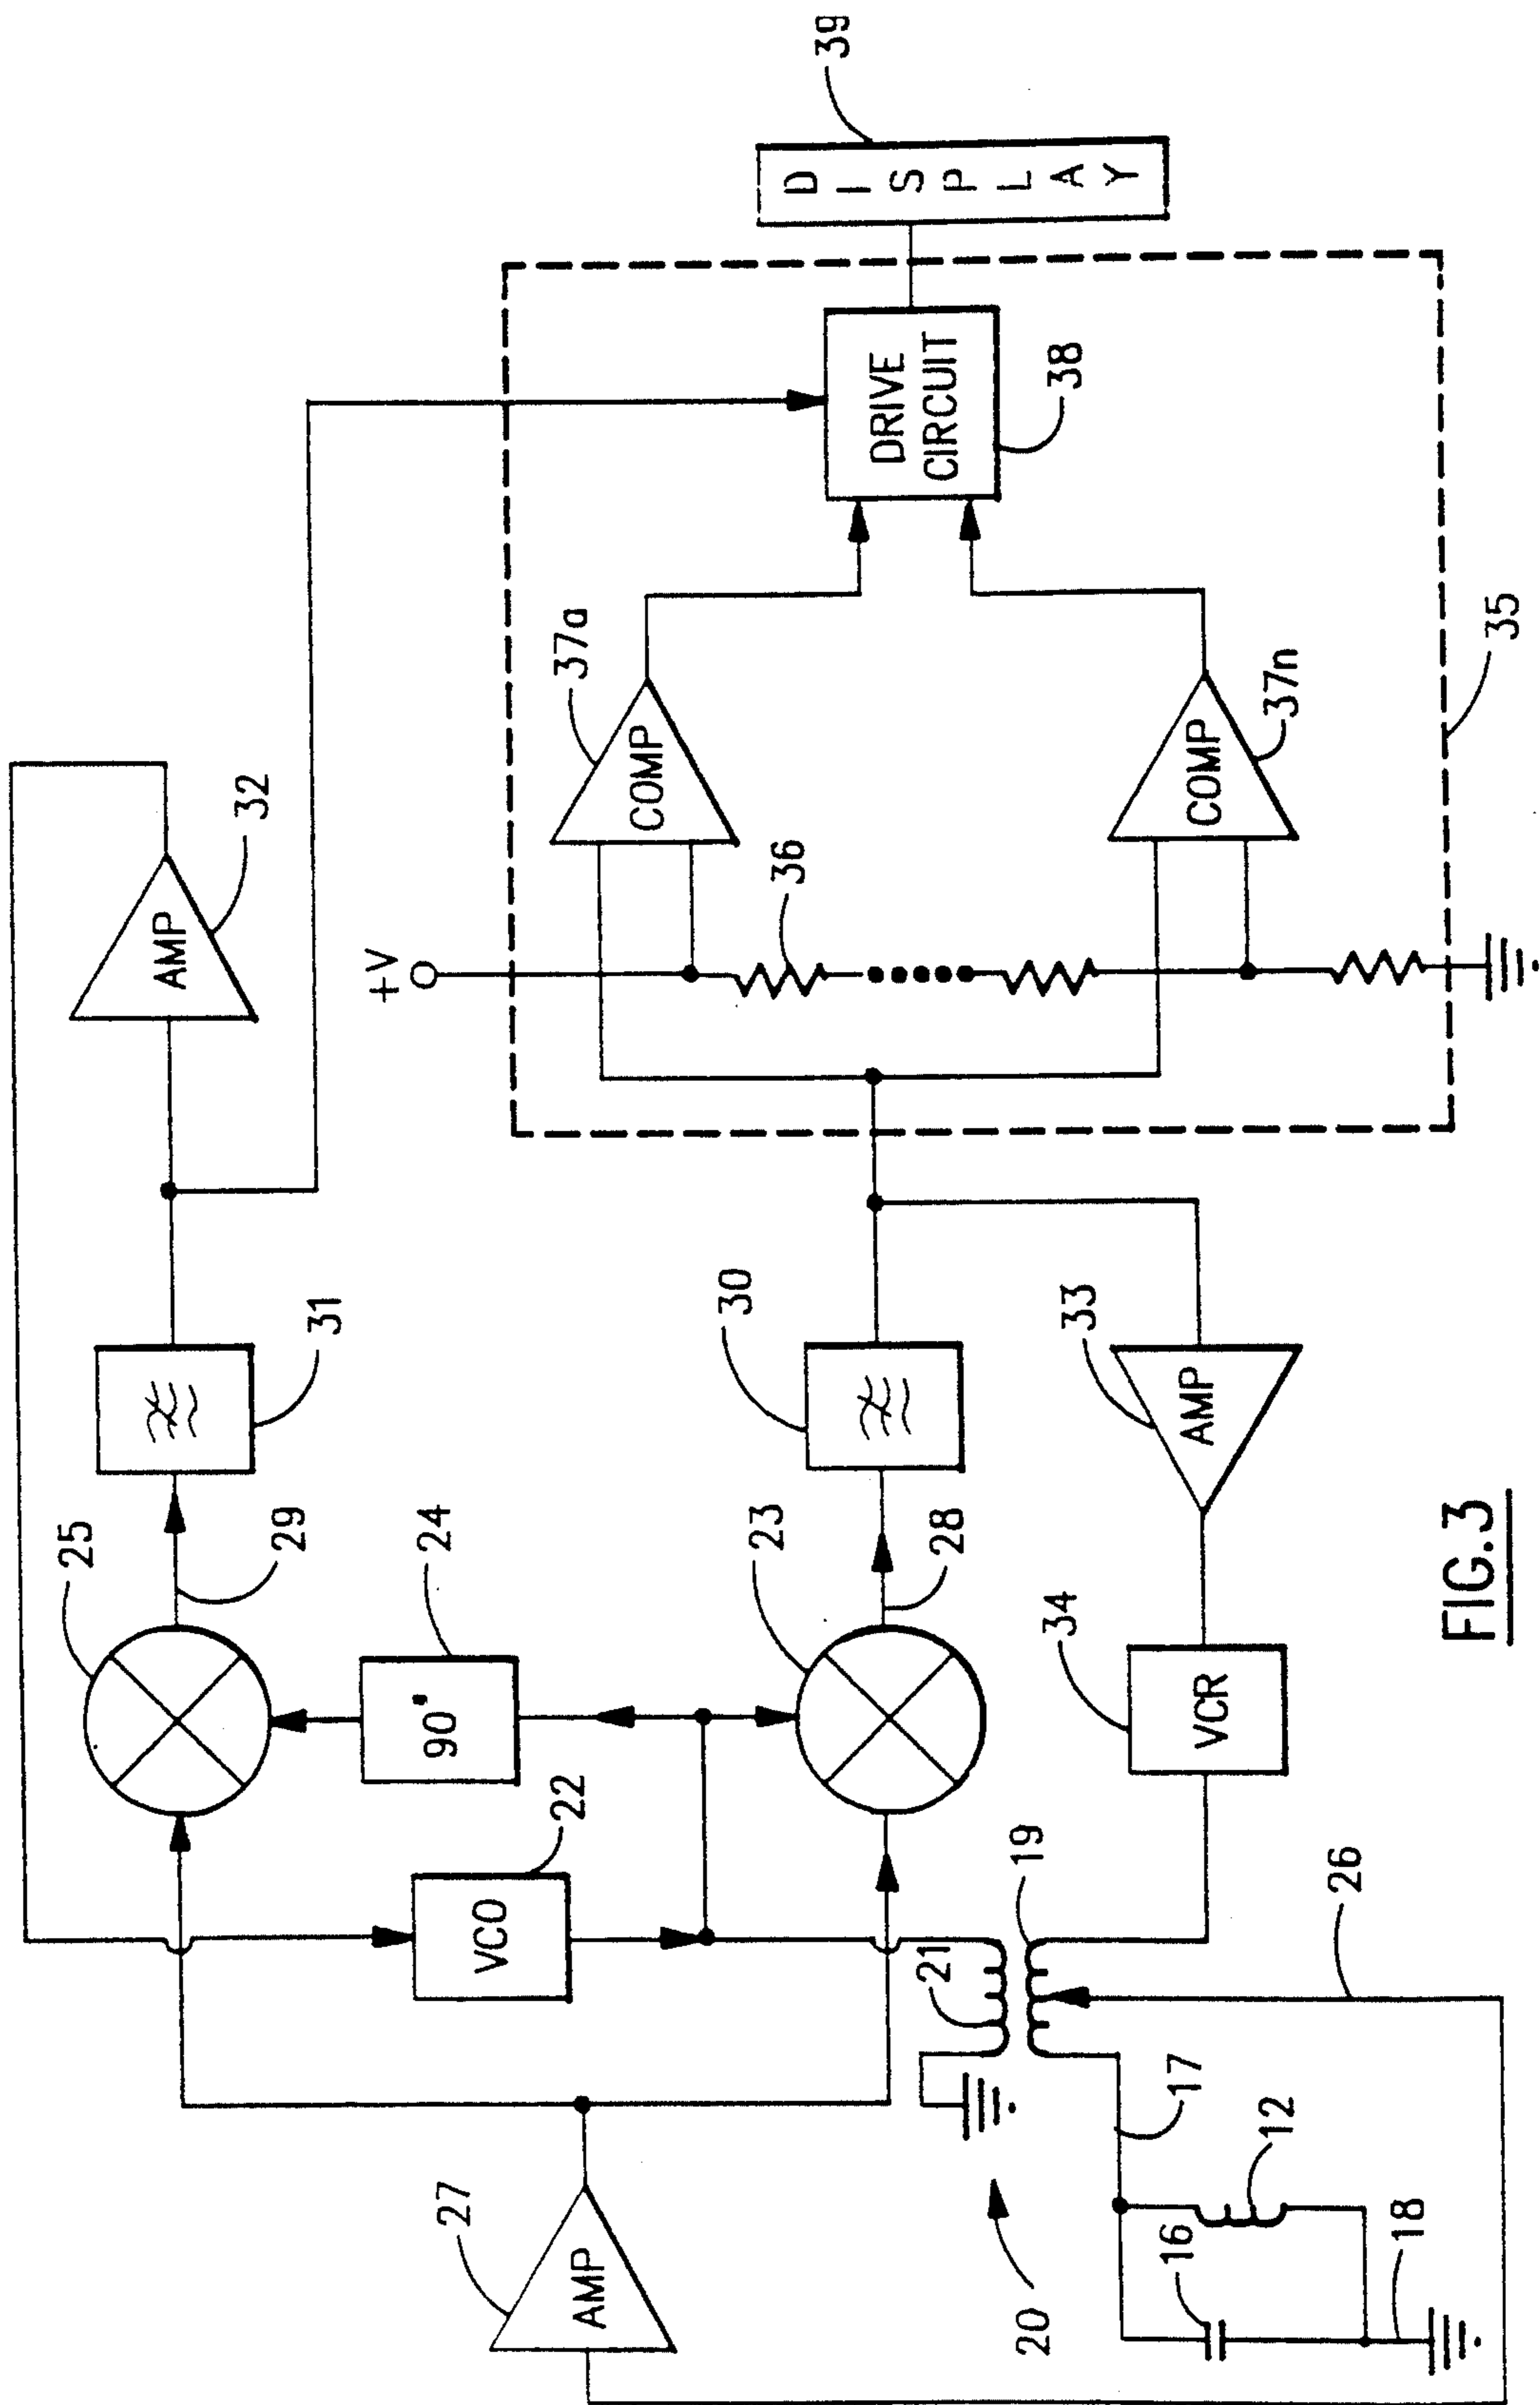 39
D I S P L A Y
DRIVE
CIRCUIT
38
37a
COMP
37n
COMP
35
32
AMP
+V
36
31
30
33
AMP
25
29
24
90°
23
28
34
VCR
22
VCO
21
19
26
27
AMP
20
17
12
16
18
FIG.3